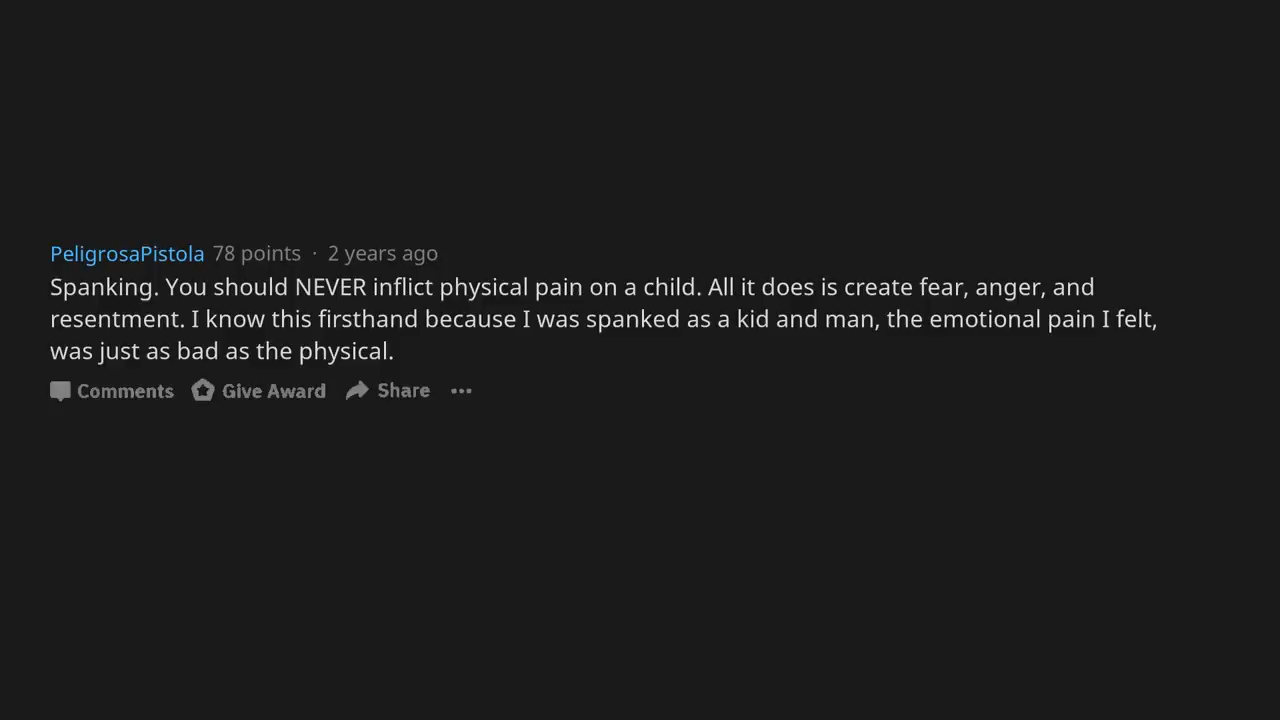 PeligrosaPistola 78 points · 2 years ago
Spanking. You should NEVER inflict physical pain on a child. All it does is create fear, anger, and
resentment. I know this firsthand because I was spanked as a kid and man, the emotional pain I felt,
was just as bad as the physical.
Comments Give Award Share ...